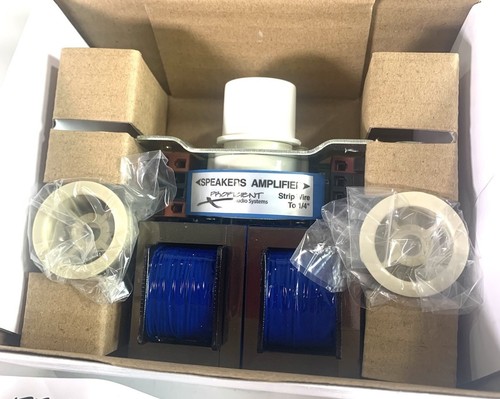 ◄SPEAKERS AMPLIFIER►
PROFICIENT
Audio Systems
Strip Wire
To 1/4"